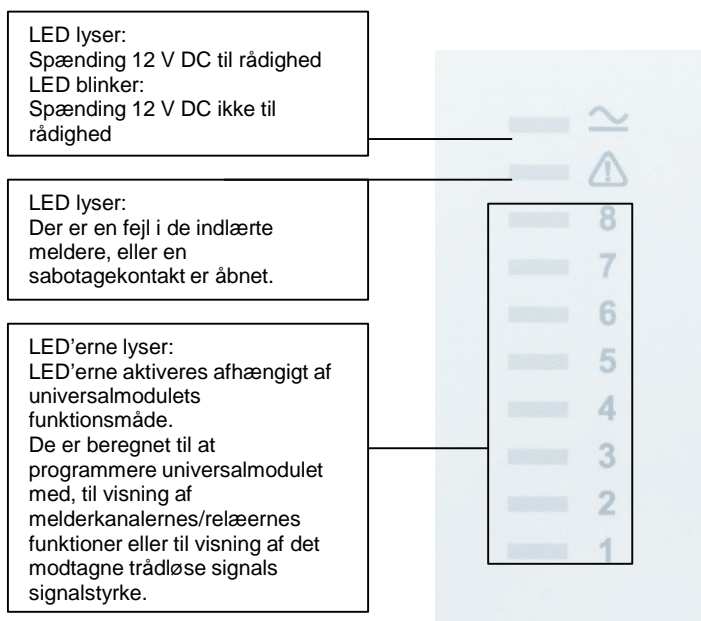 LED lyser:
Spænding 12 V DC til rådighed
LED blinker:
Spænding 12 V DC ikke til
rådighed
LED lyser:
Der er en fejl i de indlærte
meldere, eller en
sabotagekontakt er åbnet.
LED’erne lyser:
LED’erne aktiveres afhængigt af
universalmodulets
funktionsmåde.
De er beregnet til at
programmere universalmodulet
med, til visning af
melderkanalernes/relæernes
funktioner eller til visning af det
modtagne trådløse signals
signalstyrke.
8
7
6
5
4
3
2
1